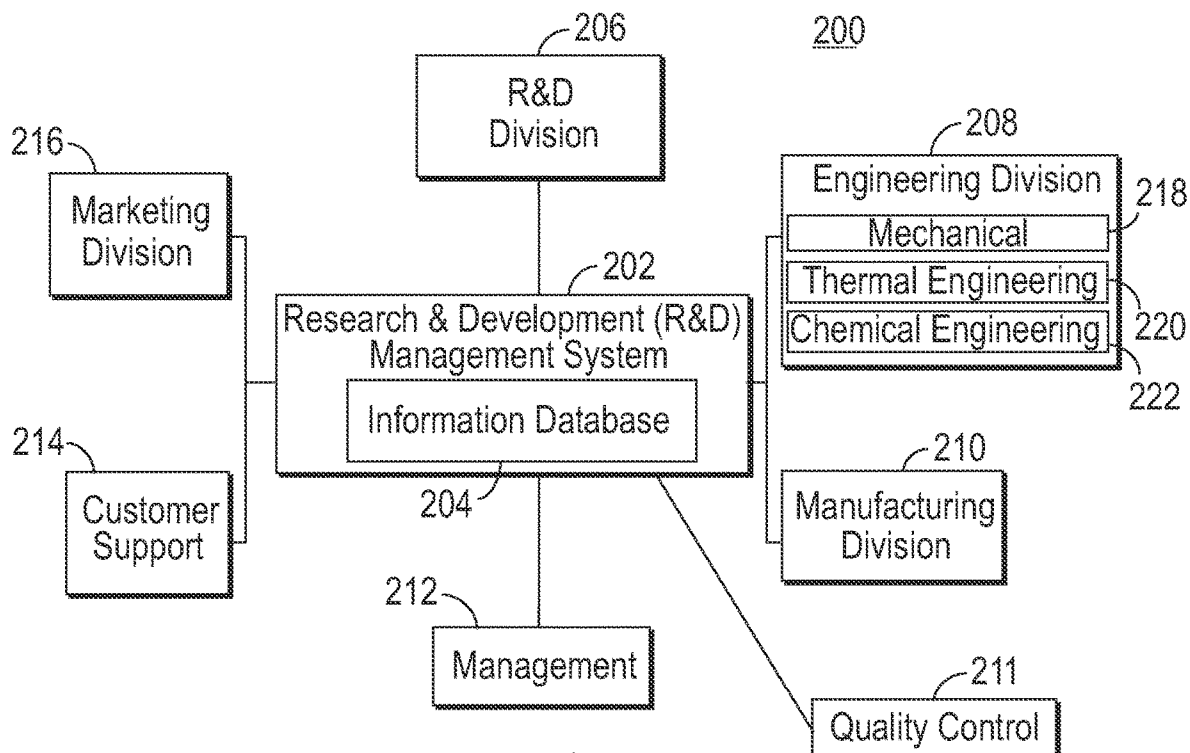 206
200
R&D
Division
208
216
Engineering Division
218
Marketing
Division
Mechanical
202
Thermal Engineering
Research & Development (R&D)
Management System
Chemical Engineering
220
222
Information Database
214
210
204
Customer
Support
Manufacturing
Division
212
Management
211
Quality Control